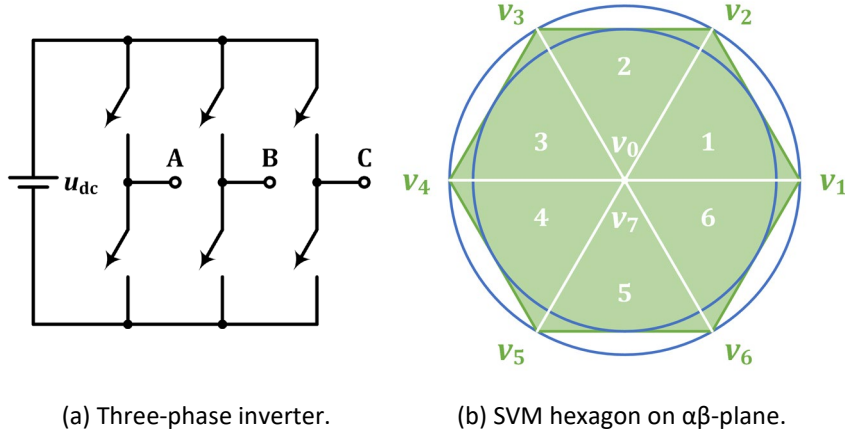 A
B
C
u_dc
(a) Three-phase inverter.
v₃
v₂
2
3
v₀
1
v₄
v₁
4
v₇
6
5
v₅
v₆
(b) SVM hexagon on αβ-plane.